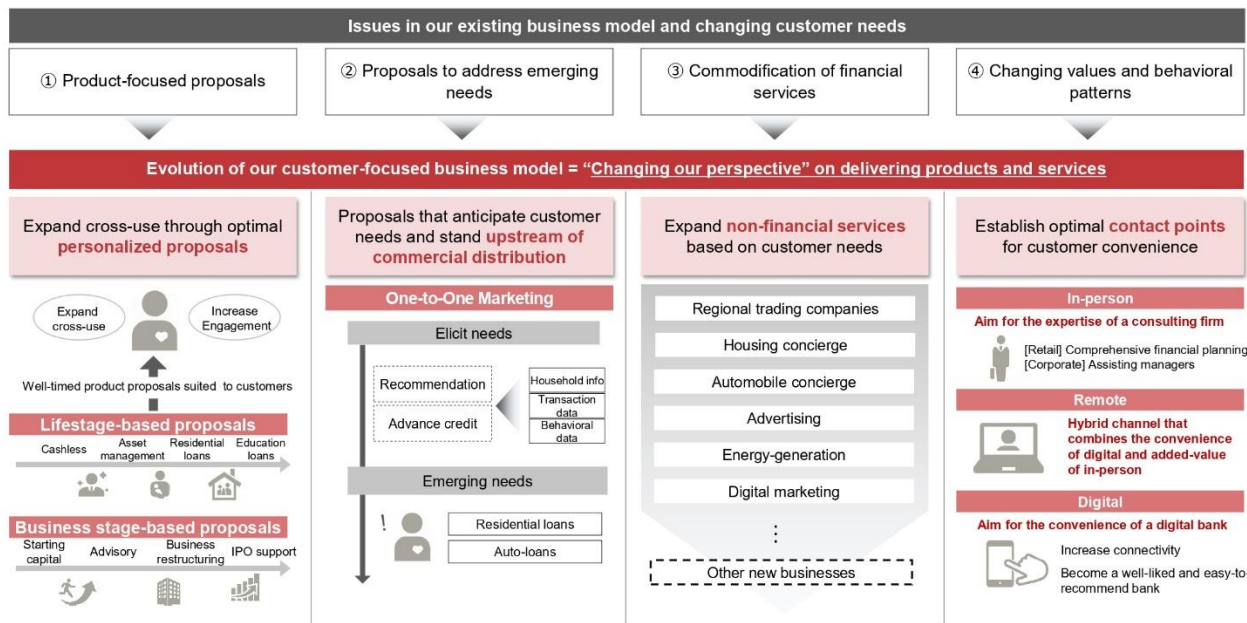 Issues in our existing business model and changing customer needs
① Product-focused proposals
② Proposals to address emerging
needs
③ Commodification of financial
services
④ Changing values and behavioral
patterns
Evolution of our customer-focused business model = “Changing our perspective” on delivering products and services
Expand cross-use through optimal
personalized proposals
Expand
cross-use
Increase
Engagement
Well-timed product proposals suited to customers
Lifestage-based proposals
Cashless
Asset
management
Residential
loans
Education
loans
Business stage-based proposals
Starting
capital
Advisory
Business
restructuring
IPO support
Proposals that anticipate customer
needs and stand upstream of
commercial distribution
One-to-One Marketing
Elicit needs
Recommendation
Advance credit
Household info
Transaction
data
Behavioral
data
Emerging needs
!
Residential loans
Auto-loans
Expand non-financial services
based on customer needs
Regional trading companies
Housing concierge
Automobile concierge
Advertising
Energy-generation
Digital marketing
⋮
Other new businesses
Establish optimal contact points
for customer convenience
In-person
Aim for the expertise of a consulting firm
[Retail] Comprehensive financial planning
[Corporate] Assisting managers
Remote
Hybrid channel that
combines the convenience
of digital and added-value
of in-person
Digital
Aim for the convenience of a digital bank
Increase connectivity
Become a well-liked and easy-to-
recommend bank